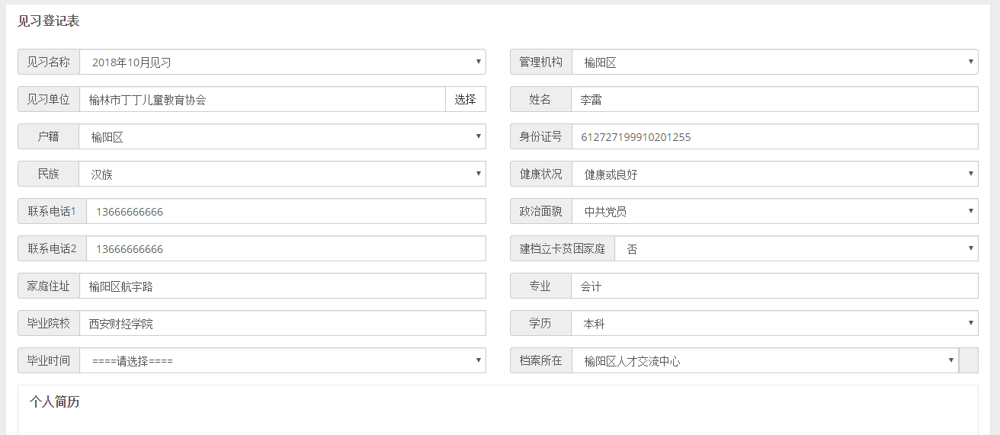 见习登记表
见习名称 2018年10月见习 管理机构 榆阳区
见习单位 榆林市丁丁儿童教育协会 选择 姓名 李雷
户籍 榆阳区 身份证号 612727199910201255
民族 汉族 健康状况 健康或良好
联系电话1 13666666666 政治面貌 中共党员
联系电话2 13666666666 建档立卡贫困家庭 否
家庭住址 榆阳区航宇路 专业 会计
毕业院校 西安财经学院 学历 本科
毕业时间 ====请选择==== 档案所在 榆阳区人才交流中心
个人简历